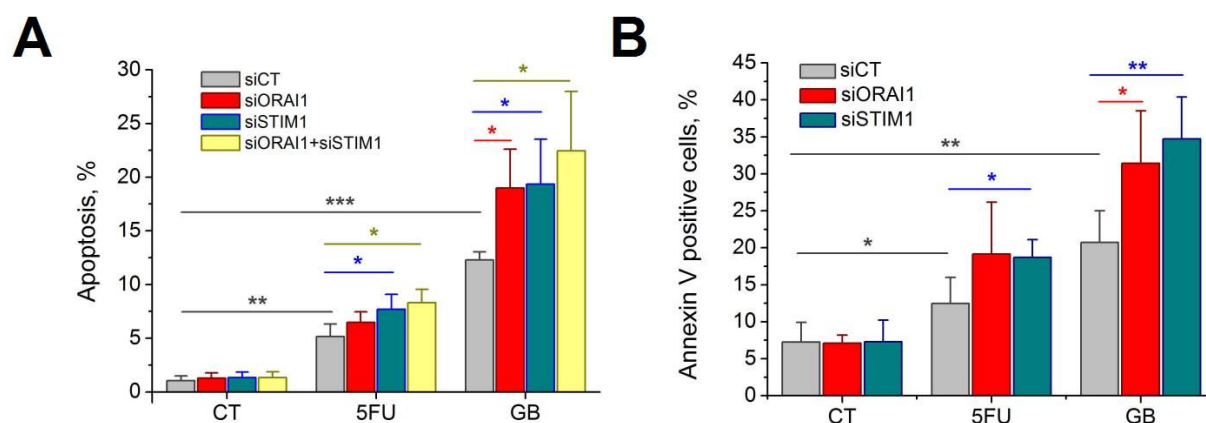 A
Apoptosis, %
30
25
20
15
10
5
0
siCT
siORAI1
siSTIM1
siORAI1+siSTIM1
*
*
*
***
*
*
**
CT
5FU
GB
B
Annexin V positive cells, %
45
40
35
30
25
20
15
10
5
0
siCT
siORAI1
siSTIM1
**
*
**
*
*
CT
5FU
GB